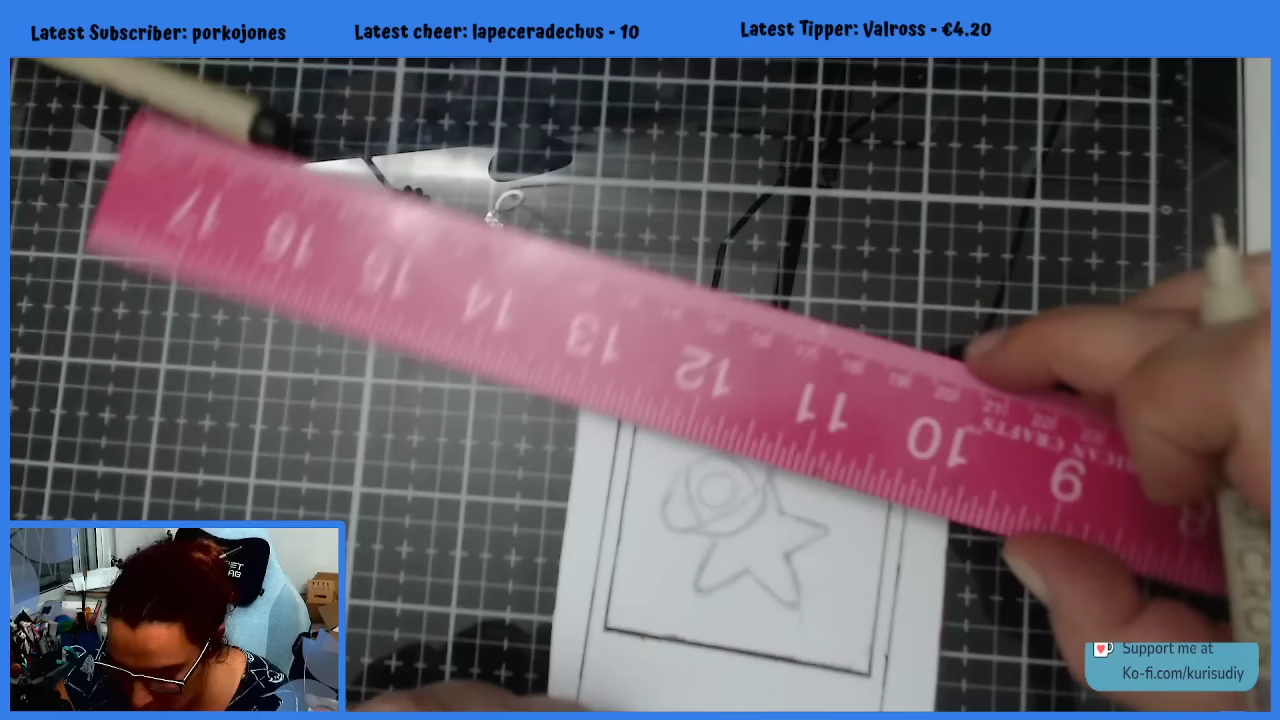 Latest Subscriber: porkojones
Latest cheer: lapeceradechus - 10
Latest Tipper: Valross - €4.20
17
16
15
14
13
12
11
10
9
8
Support me at
Ko-fi.com/kurisudiy